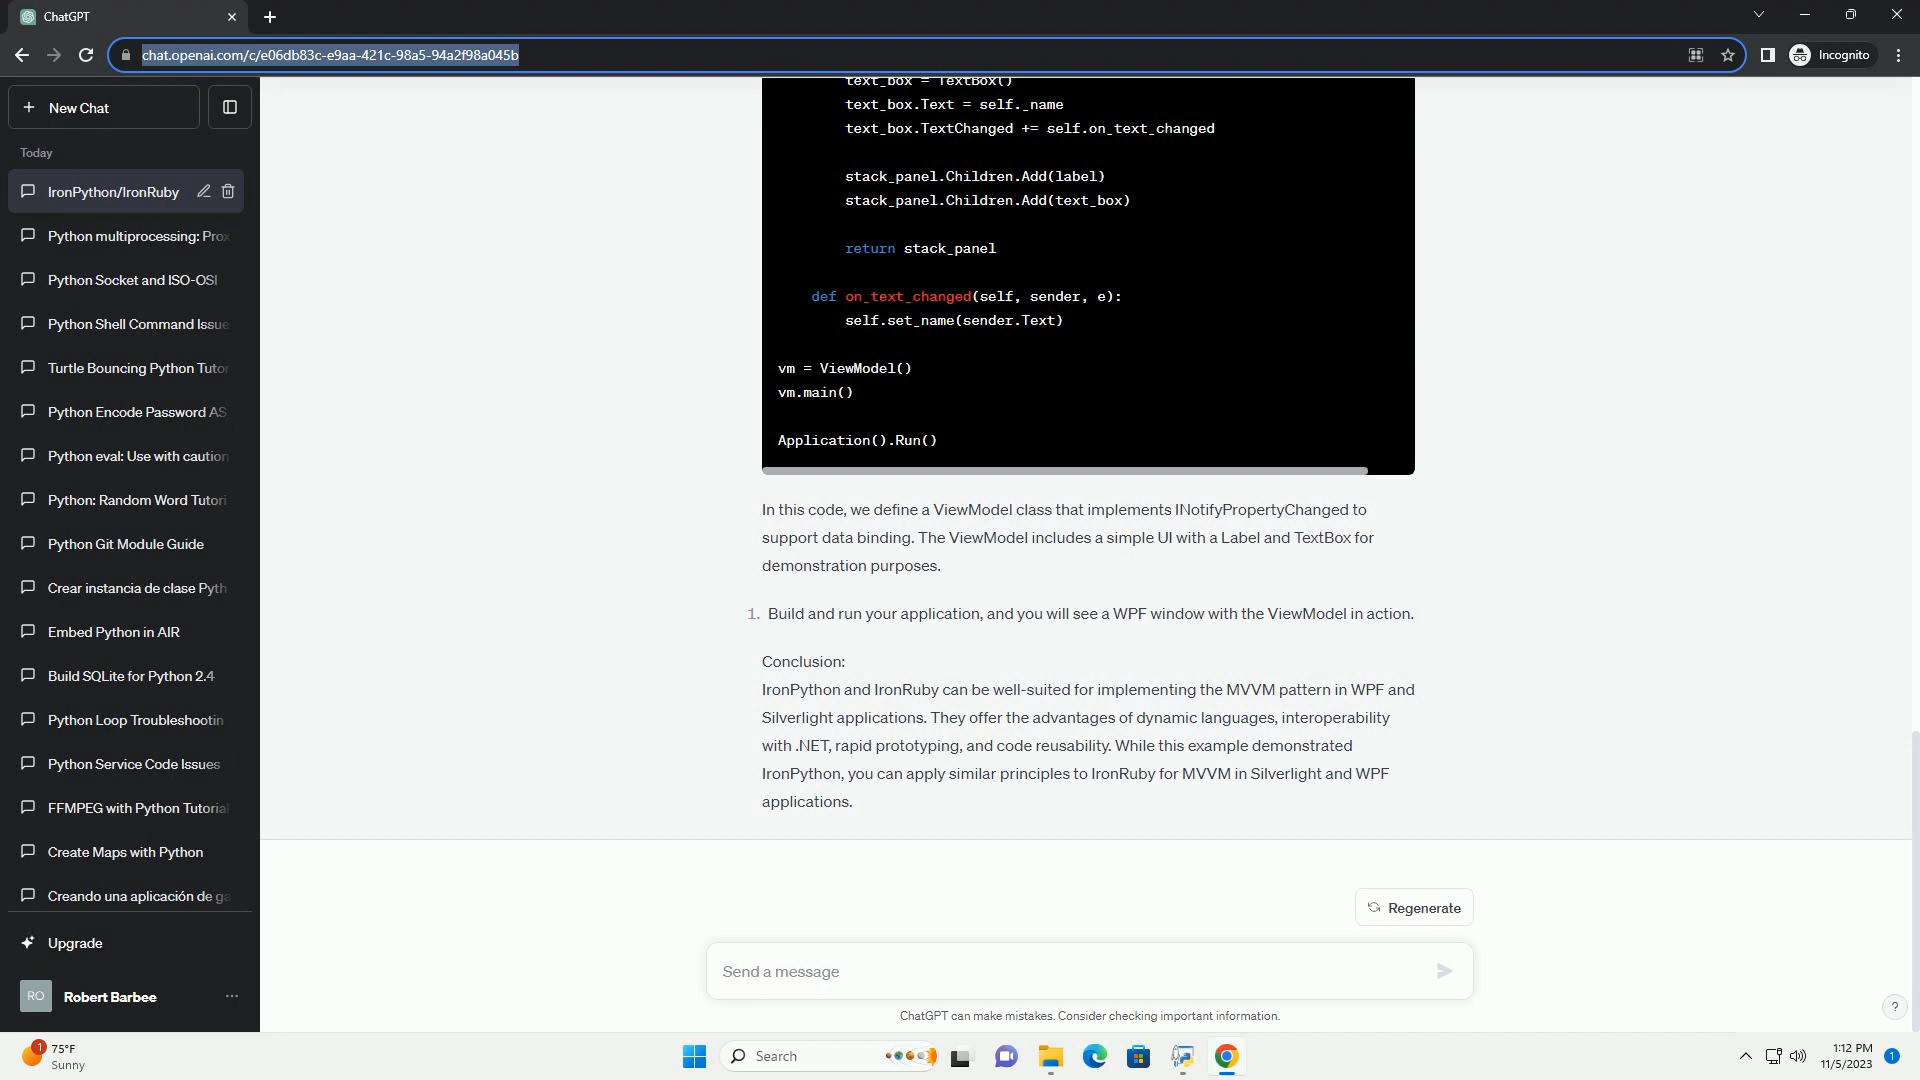 ChatGPT
chat.openai.com/c/e06db83c-e9aa-421c-98a5-94a2f98a045b
Incognito
New Chat
Today
IronPython/IronRuby
Python multiprocessing: Prox
Python Socket and ISO-OSI
Python Shell Command Issue
Turtle Bouncing Python Tutor
Python Encode Password AS
Python eval: Use with caution
Python: Random Word Tutori
Python Git Module Guide
Crear instancia de clase Pyth
Embed Python in AIR
Build SQLite for Python 2.4
Python Loop Troubleshootin
Python Service Code Issues
FFMPEG with Python Tutorial
Create Maps with Python
Creando una aplicación de ga
Upgrade
RO
Robert Barbee
text_box = TextBox()
text_box.Text = self._name
text_box.TextChanged += self.on_text_changed
stack_panel.Children.Add(label)
stack_panel.Children.Add(text_box)
return stack_panel
def on_text_changed(self, sender, e):
self.set_name(sender.Text)
vm = ViewModel()
vm.main()
Application().Run()
In this code, we define a ViewModel class that implements INotifyPropertyChanged to
support data binding. The ViewModel includes a simple UI with a Label and TextBox for
demonstration purposes.
1. Build and run your application, and you will see a WPF window with the ViewModel in action.
Conclusion:
IronPython and IronRuby can be well-suited for implementing the MVVM pattern in WPF and
Silverlight applications. They offer the advantages of dynamic languages, interoperability
with .NET, rapid prototyping, and code reusability. While this example demonstrated
IronPython, you can apply similar principles to IronRuby for MVVM in Silverlight and WPF
applications.
Regenerate
Send a message
ChatGPT can make mistakes. Consider checking important information.
?
1
75°F
Sunny
Search
1:12 PM
11/5/2023
1